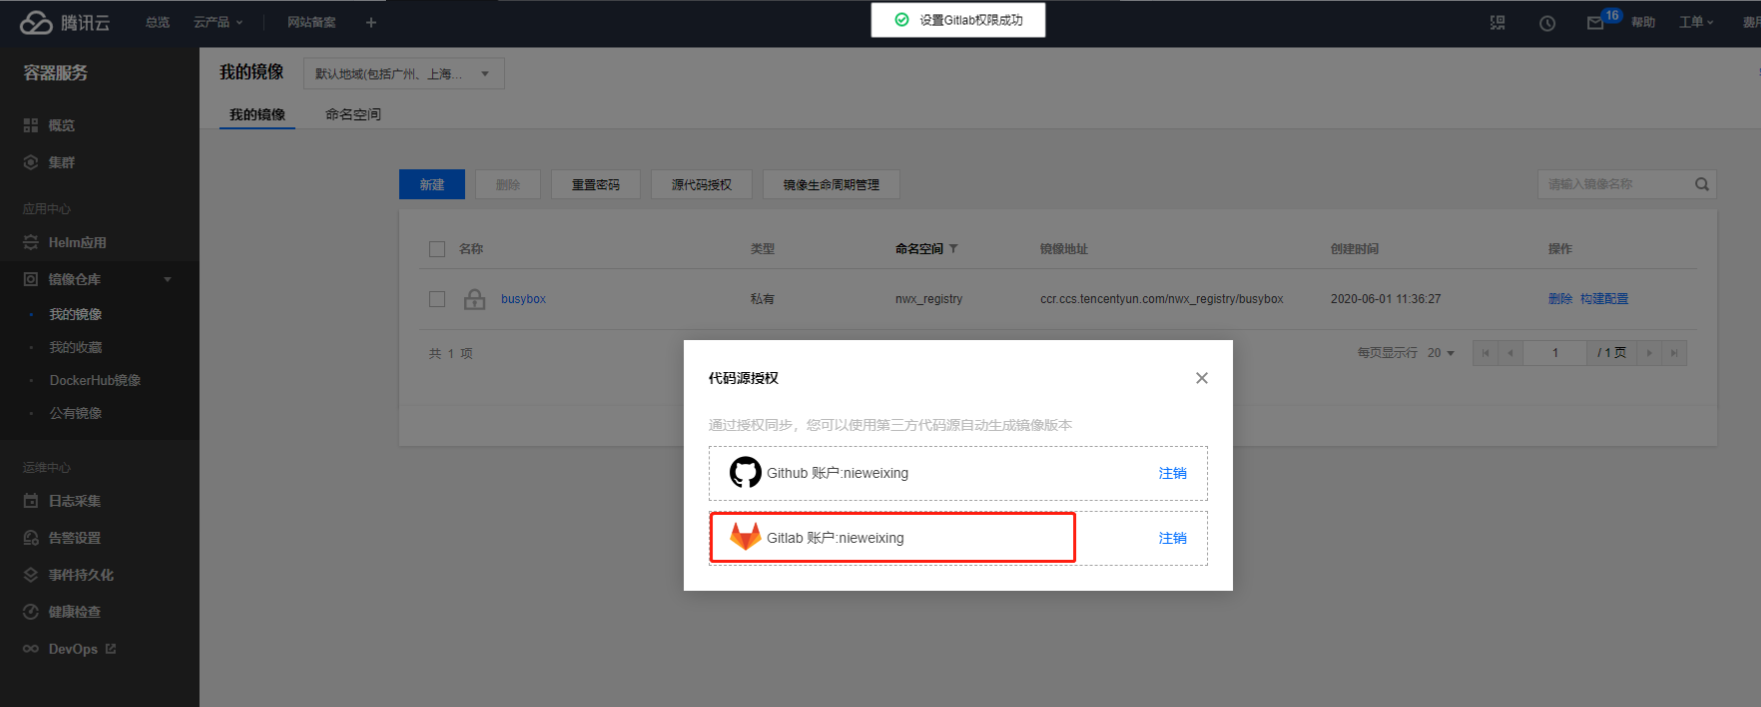 腾讯云 总览 云产品 网站备案 +
设置Gitlab权限成功
16 帮助 工单
容器服务
概览
集群
应用中心
Helm应用
镜像仓库
我的镜像
我的收藏
DockerHub镜像
公有镜像
运维中心
日志采集
告警设置
事件持久化
健康检查
DevOps
我的镜像 默认地域(包括广州、上海...
我的镜像 命名空间
新建 删除 重置密码 源代码授权 镜像生命周期管理 请输入镜像名称
名称 类型 命名空间 镜像地址 创建时间 操作
busybox 私有 nwx_registry ccr.ccs.tencentyun.com/nwx_registry/busybox 2020-06-01 11:36:27 删除 构建配置
共 1 项 每页显示行 20 1 / 1 页
代码源授权
通过授权同步，您可以使用第三方代码源自动生成镜像版本
Github 账户:nieweixing 注销
Gitlab 账户:nieweixing 注销